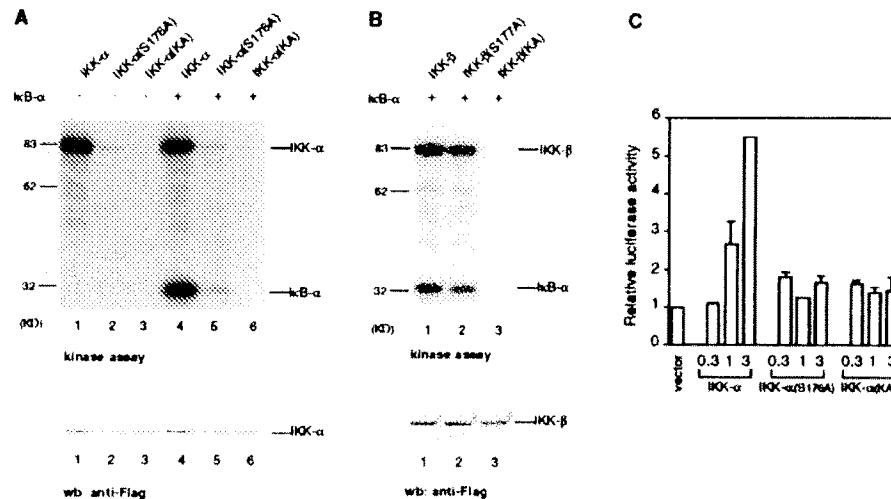 A
IKK-α
IKK-α(S176A)
IKK-α(KA)
IKK-α
IKK-α(S176A)
IKK-α(KA)
IκB-α - - - + + +
83
62
32
(KD)
IKK-α
IκB-α
1 2 3 4 5 6
kinase assay
IKK-α
1 2 3 4 5 6
wb: anti-Flag
B
IKK-β
IKK-β(S177A)
IKK-β(KA)
IκB-α + + +
83
62
32
(KD)
IKK-β
IκB-α
1 2 3
kinase assay
IKK-β
1 2 3
wb: anti-Flag
C
Relative luciferase activity
6
5
4
3
2
1
0
vector
0.3 1 3
IKK-α
0.3 1 3
IKK-α(S176A)
0.3 1 3
IKK-α(KA